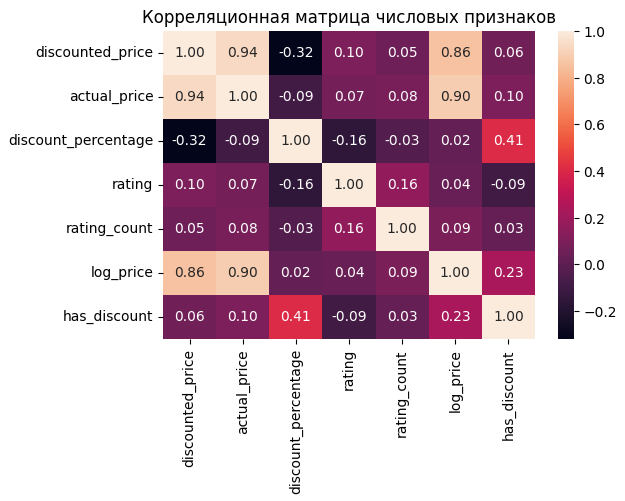 Корреляционная матрица числовых признаков
discounted_price 1.00 0.94 -0.32 0.10 0.05 0.86 0.06
actual_price 0.94 1.00 -0.09 0.07 0.08 0.90 0.10
discount_percentage -0.32 -0.09 1.00 -0.16 -0.03 0.02 0.41
rating 0.10 0.07 -0.16 1.00 0.16 0.04 -0.09
rating_count 0.05 0.08 -0.03 0.16 1.00 0.09 0.03
log_price 0.86 0.90 0.02 0.04 0.09 1.00 0.23
has_discount 0.06 0.10 0.41 -0.09 0.03 0.23 1.00
discounted_price
actual_price
discount_percentage
rating
rating_count
log_price
has_discount
1.0
0.8
0.6
0.4
0.2
0.0
−0.2